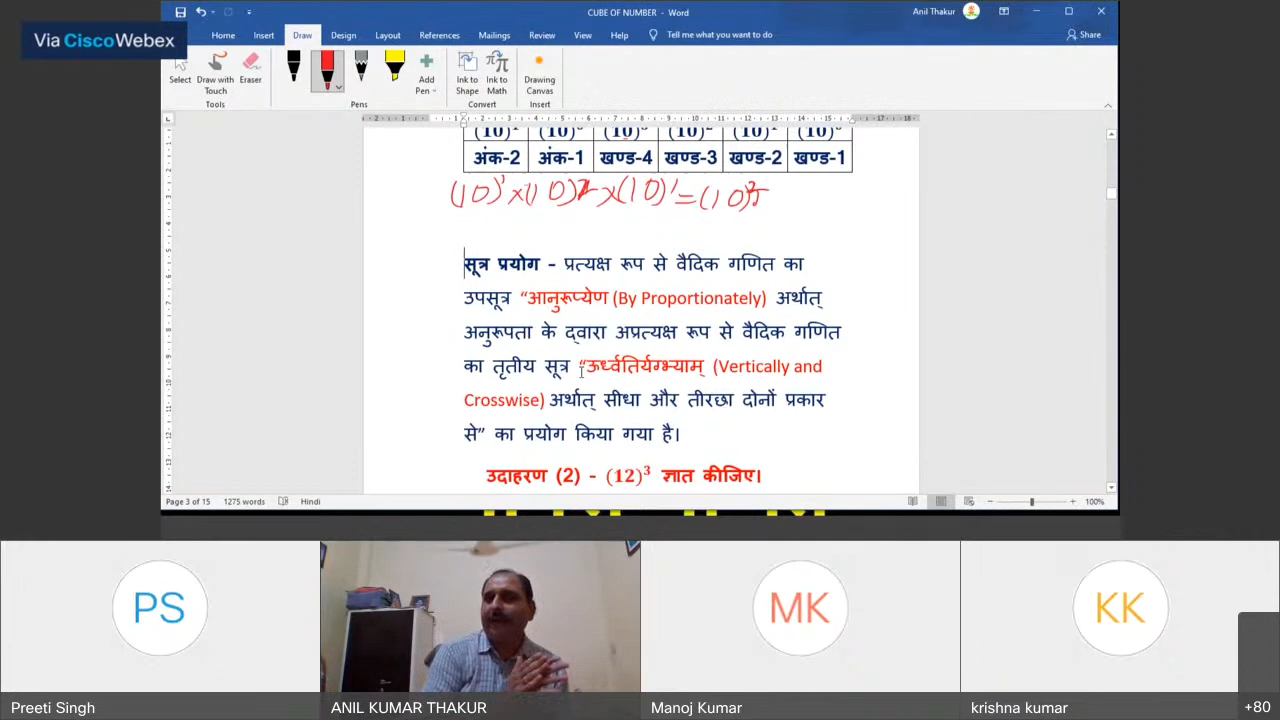 CUBE OF NUMBER - Word
Anil Thakur
Via Cisco Webex
Home Insert Draw Design Layout References Mailings Review View Help Tell me what you want to do
Share
Select Draw with Touch Eraser
Add Pen
Ink to Shape Ink to Math
Drawing Canvas
Tools Pens Convert Insert
अंक-2 अंक-1 खण्ड-4 खण्ड-3 खण्ड-2 खण्ड-1
सूत्र प्रयोग - प्रत्यक्ष रूप से वैदिक गणित का
उपसूत्र “आनुरूप्येण (By Proportionately) अर्थात्
अनुरूपता के द्वारा अप्रत्यक्ष रूप से वैदिक गणित
का तृतीय सूत्र “ऊर्ध्वतिर्यग्भ्याम् (Vertically and
Crosswise) अर्थात् सीधा और तीरछा दोनों प्रकार
से” का प्रयोग किया गया है।
उदाहरण (2) - (12)³ ज्ञात कीजिए।
Page 3 of 15 1275 words Hindi
100%
PS
MK
KK
Preeti Singh
ANIL KUMAR THAKUR
Manoj Kumar
krishna kumar
+80